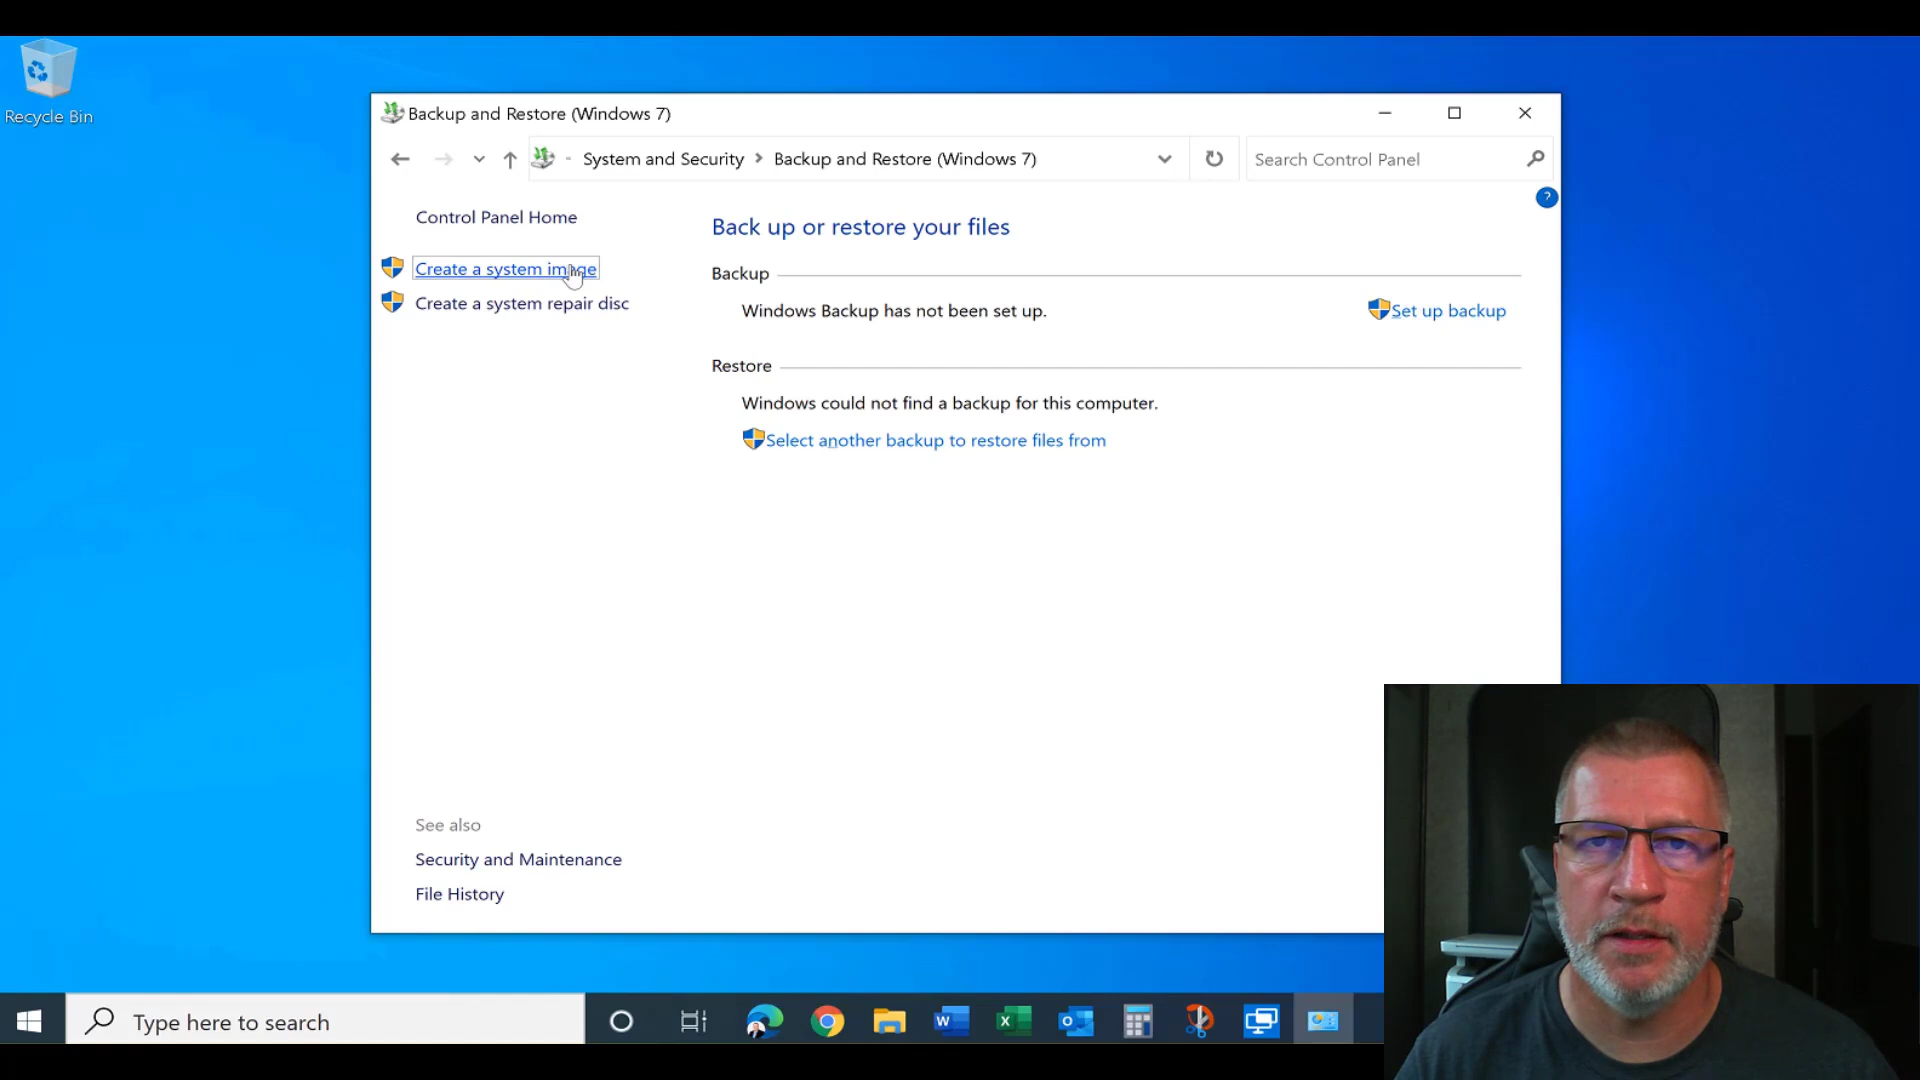 Recycle Bin
Backup and Restore (Windows 7)
System and Security > Backup and Restore (Windows 7)
Search Control Panel
?
Control Panel Home
Create a system image
Create a system repair disc
Back up or restore your files
Backup
Windows Backup has not been set up.
Set up backup
Restore
Windows could not find a backup for this computer.
Select another backup to restore files from
See also
Security and Maintenance
File History
Type here to search